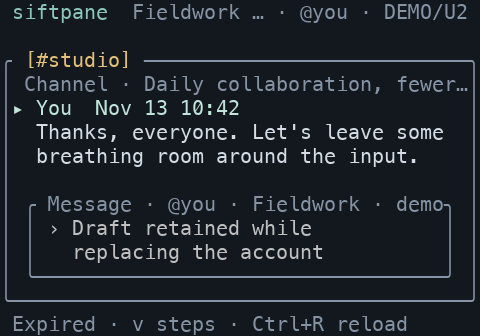 siftpane  Fieldwork … · @you · DEMO/U2
[#studio]
Channel · Daily collaboration, fewer…
▸ You  Nov 13 10:42
Thanks, everyone. Let's leave some
breathing room around the input.
Message · @you · Fieldwork · demo
› Draft retained while
replacing the account
Expired · v steps · Ctrl+R reload